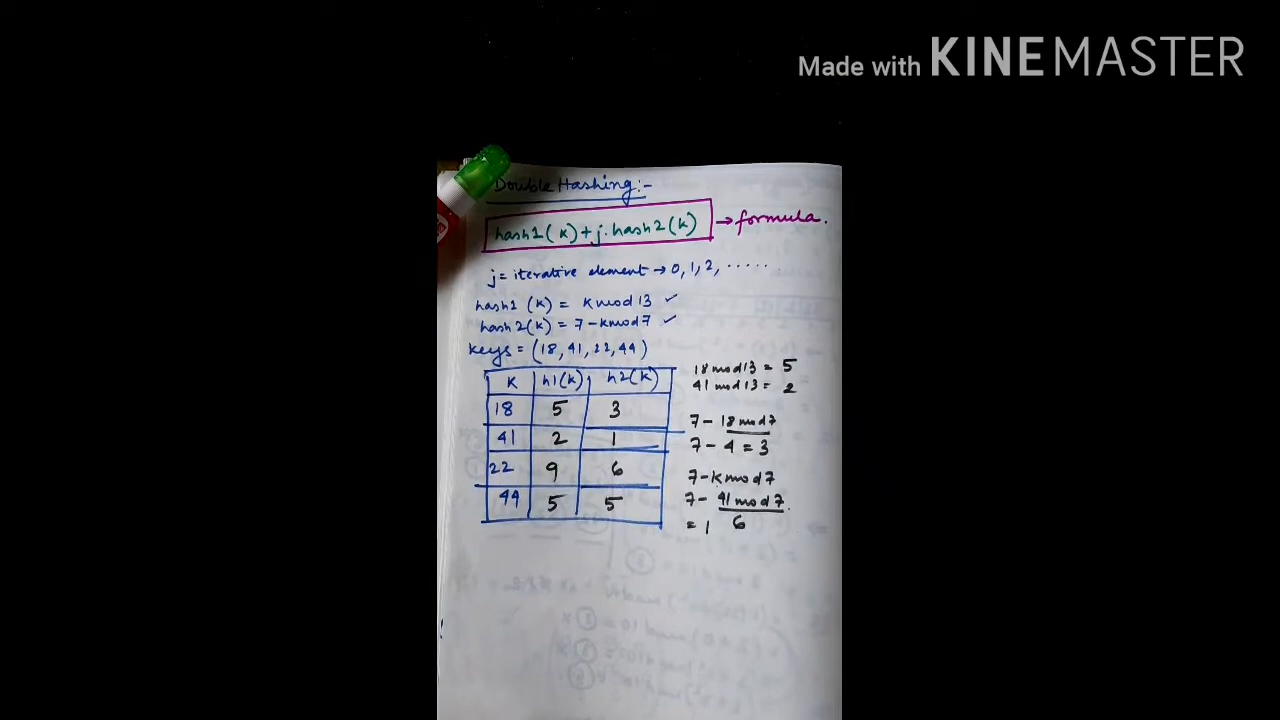 Made with KINEMASTER
Double Hashing:-
hash1(k)+j.hash2(k) → formula.
j= iterative element → 0, 1, 2, .....
hash1 (k) = k mod 13 ✓
hash2(k) = 7-kmod7 ✓
keys = (18, 41, 22, 44)
K h1(k) h2(k)
18 5 3
41 2 1
22 9 6
44 5 5
18 mod 13 = 5
41 mod 13 = 2
7 - 18 mod 7
7 - 4 = 3
7-k mod 7
7- 41 mod 7
= 1 6